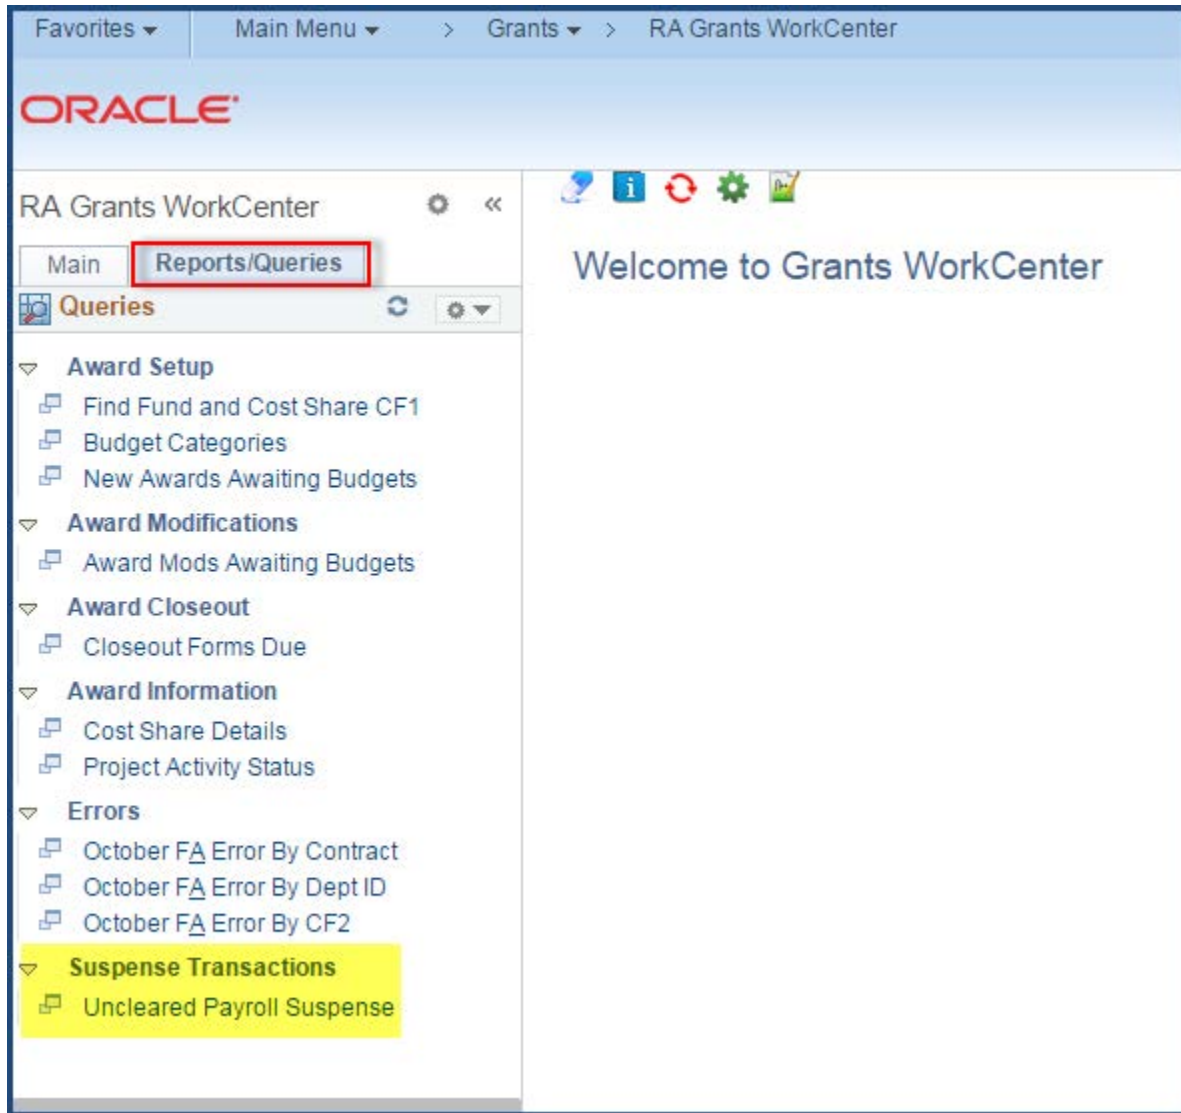 Favorites Main Menu > Grants > RA Grants WorkCenter
ORACLE
RA Grants WorkCenter «
Main Reports/Queries
Welcome to Grants WorkCenter
Queries
Award Setup
Find Fund and Cost Share CF1
Budget Categories
New Awards Awaiting Budgets
Award Modifications
Award Mods Awaiting Budgets
Award Closeout
Closeout Forms Due
Award Information
Cost Share Details
Project Activity Status
Errors
October FA Error By Contract
October FA Error By Dept ID
October FA Error By CF2
Suspense Transactions
Uncleared Payroll Suspense